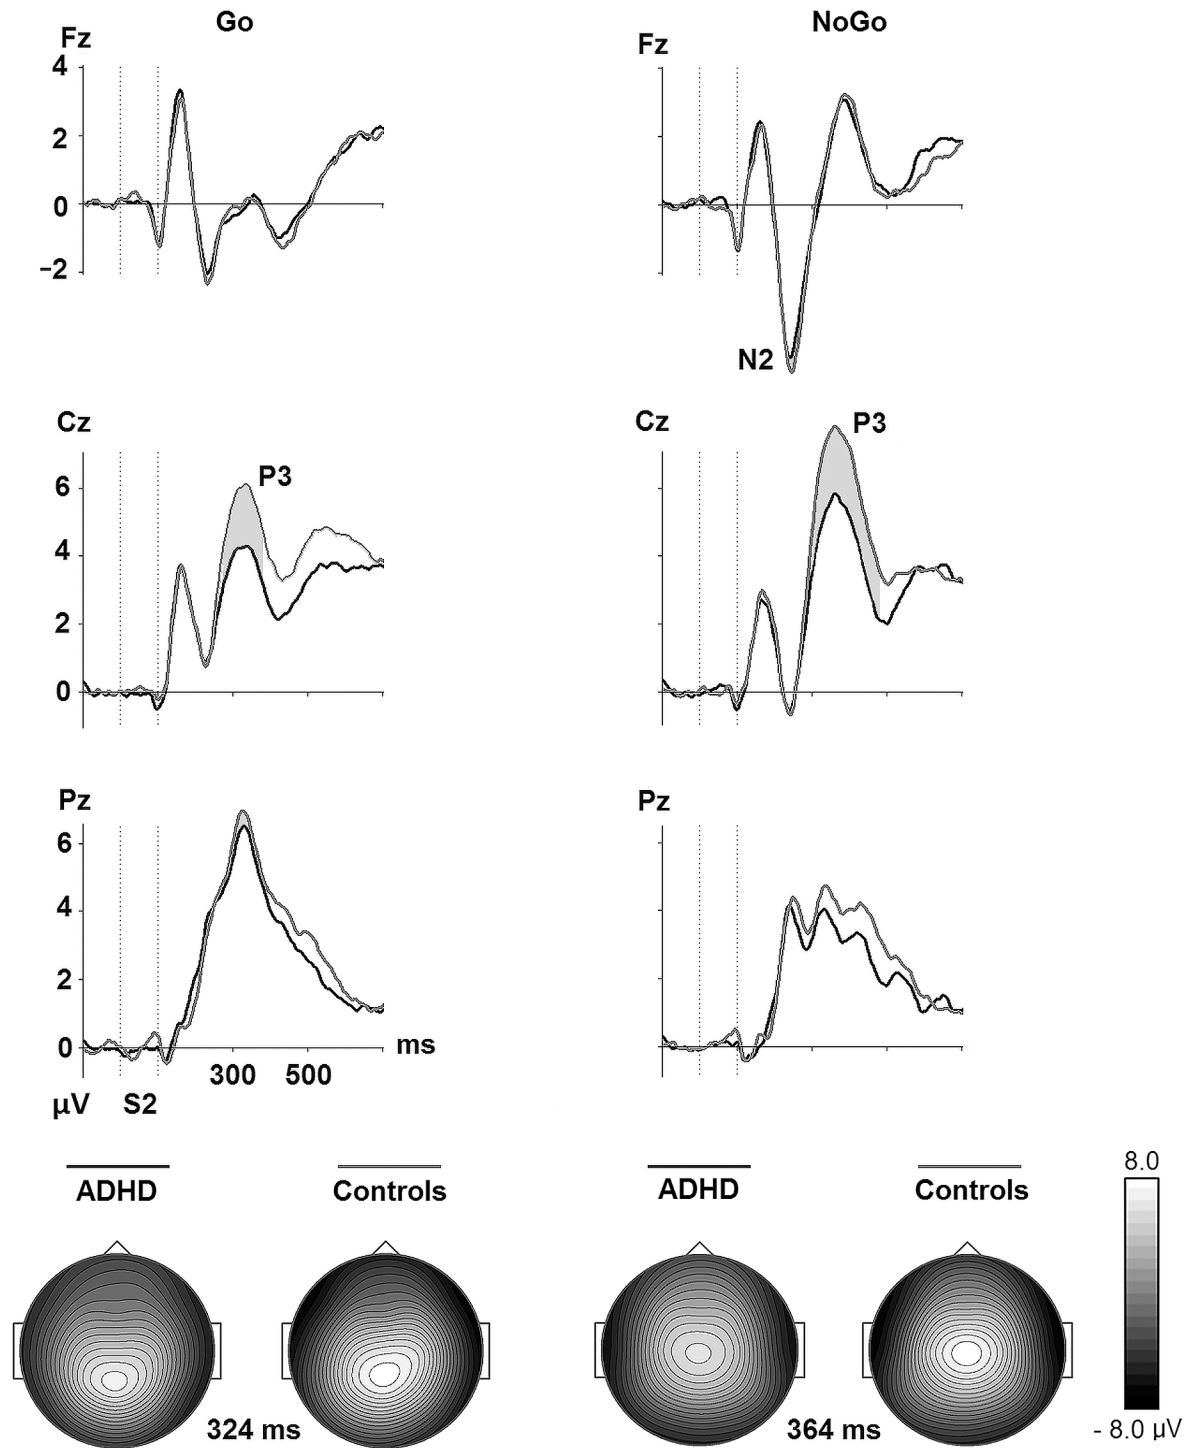 Go NoGo
Fz Fz
4
2
0
−2
N2
Cz Cz
P3 P3
6
4
2
0
Pz Pz
6
4
2
0 ms
300 500
µV S2
ADHD Controls ADHD Controls
8.0
324 ms 364 ms
- 8.0 µV